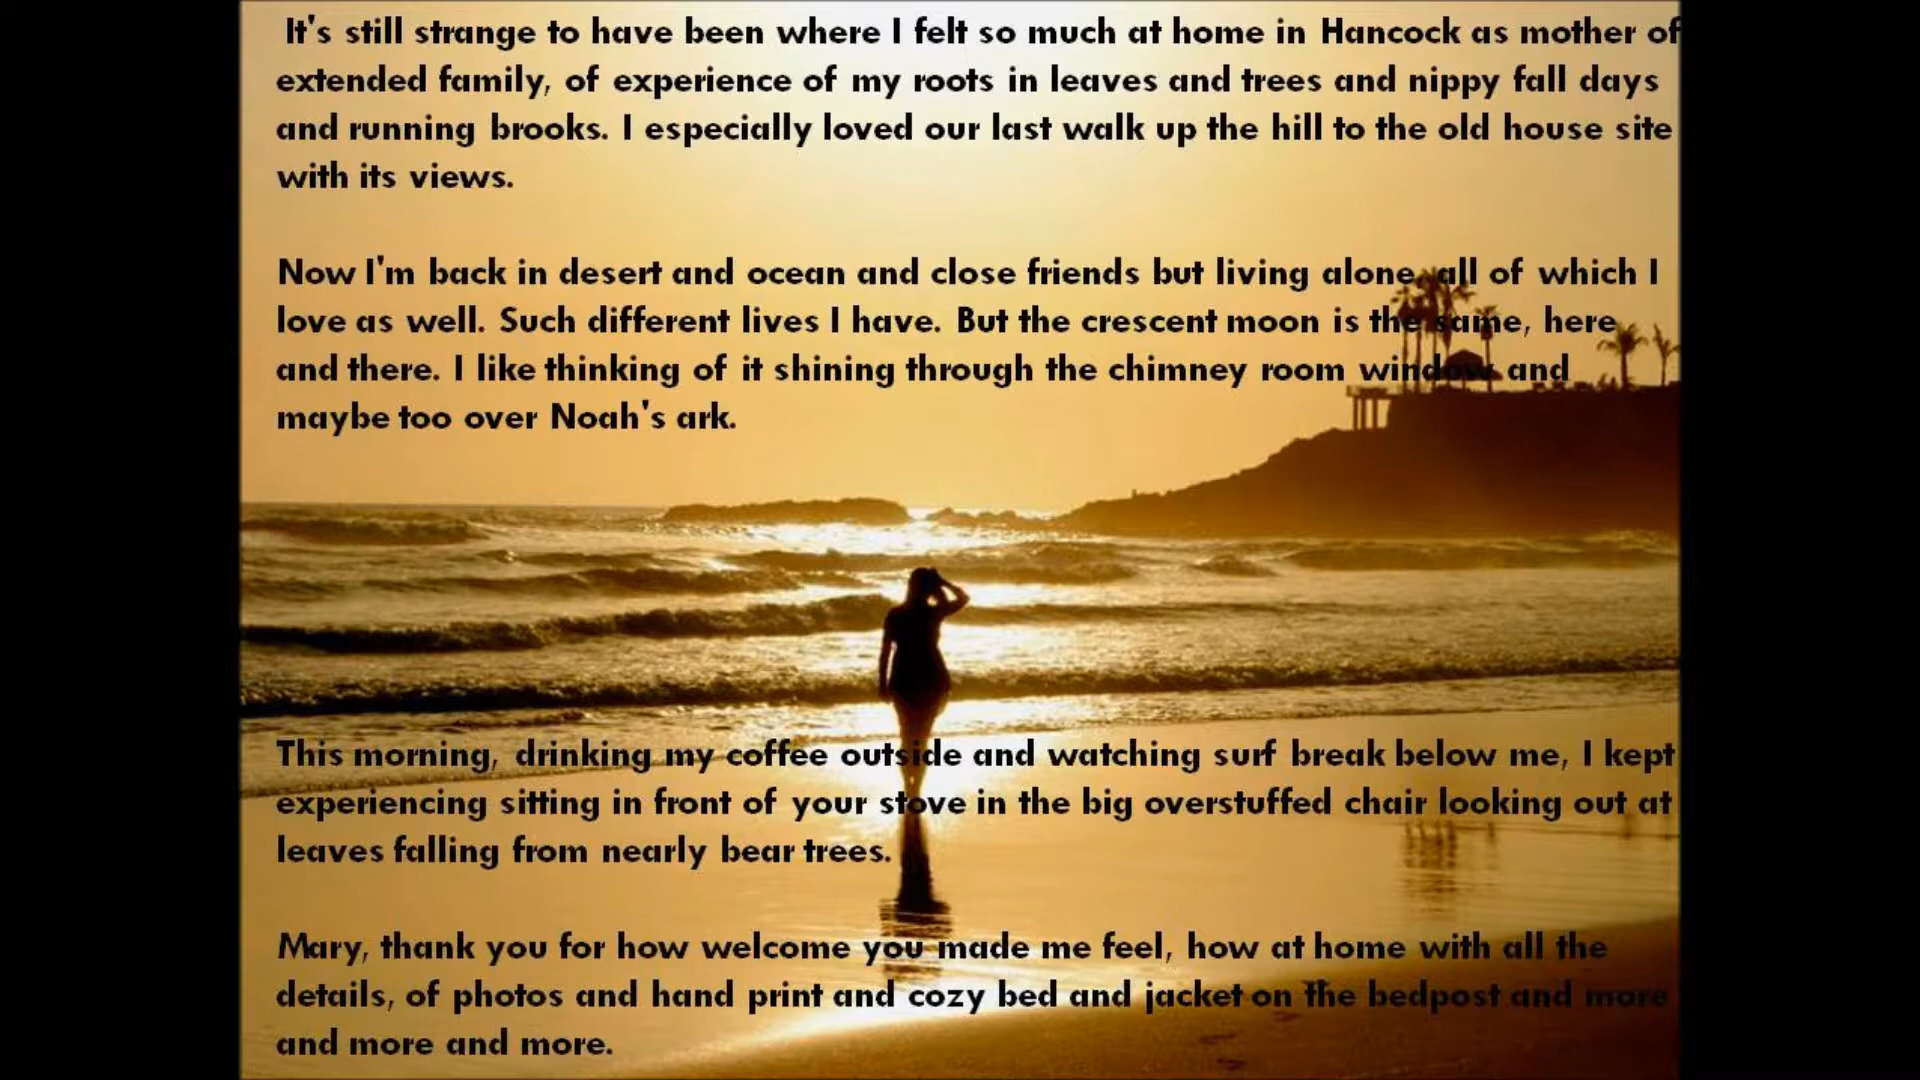 It's still strange to have been where I felt so much at home in Hancock as mother of
extended family, of experience of my roots in leaves and trees and nippy fall days
and running brooks. I especially loved our last walk up the hill to the old house site
with its views.
Now I'm back in desert and ocean and close friends but living alone, all of which I
love as well. Such different lives I have. But the crescent moon is the same, here
and there. I like thinking of it shining through the chimney room window and
maybe too over Noah's ark.
This morning, drinking my coffee outside and watching surf break below me, I kept
experiencing sitting in front of your stove in the big overstuffed chair looking out at
leaves falling from nearly bear trees.
Mary, thank you for how welcome you made me feel, how at home with all the
details, of photos and hand print and cozy bed and jacket on the bedpost and more
and more and more.